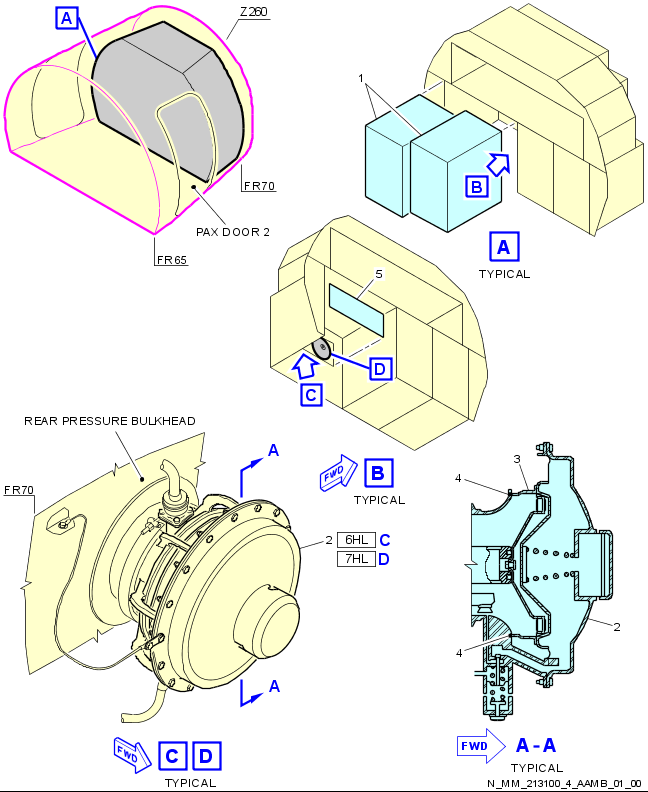 A
Z260
FR70
PAX DOOR 2
FR65
1
B
A
TYPICAL
5
D
C
FWD
B
TYPICAL
REAR PRESSURE BULKHEAD
FR70
A
2 6HL C
7HL D
A
FWD
C D
TYPICAL
3
4
2
4
FWD
A-A
TYPICAL
N_MM_213100_4_AAMB_01_00